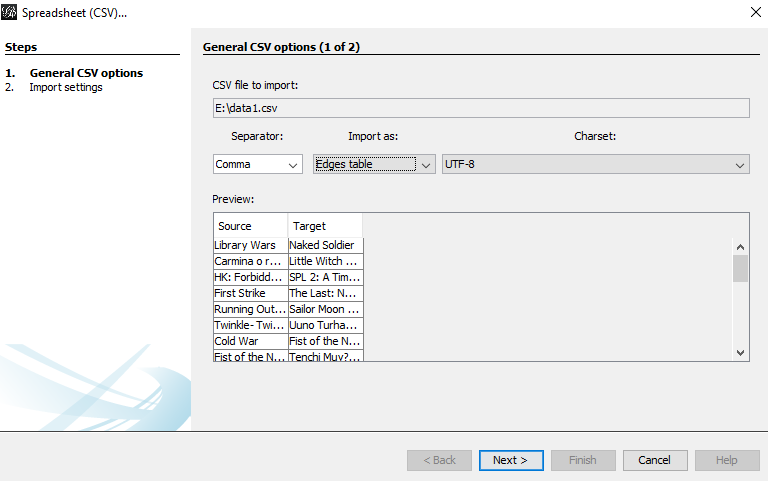 Spreadsheet (CSV)...
Steps
1. General CSV options
2. Import settings
General CSV options (1 of 2)
CSV file to import:
E:\data1.csv
Separator: Import as: Charset:
Comma Edges table UTF-8
Preview:
Source Target
Library Wars Naked Soldier
Carmina o r... Little Witch ...
HK: Forbidd... SPL 2: A Tim...
First Strike The Last: N...
Running Out... Sailor Moon ...
Twinkle- Twi... Uuno Turha...
Cold War Fist of the N...
Fist of the N... Tenchi Muy?...
< Back Next > Finish Cancel Help